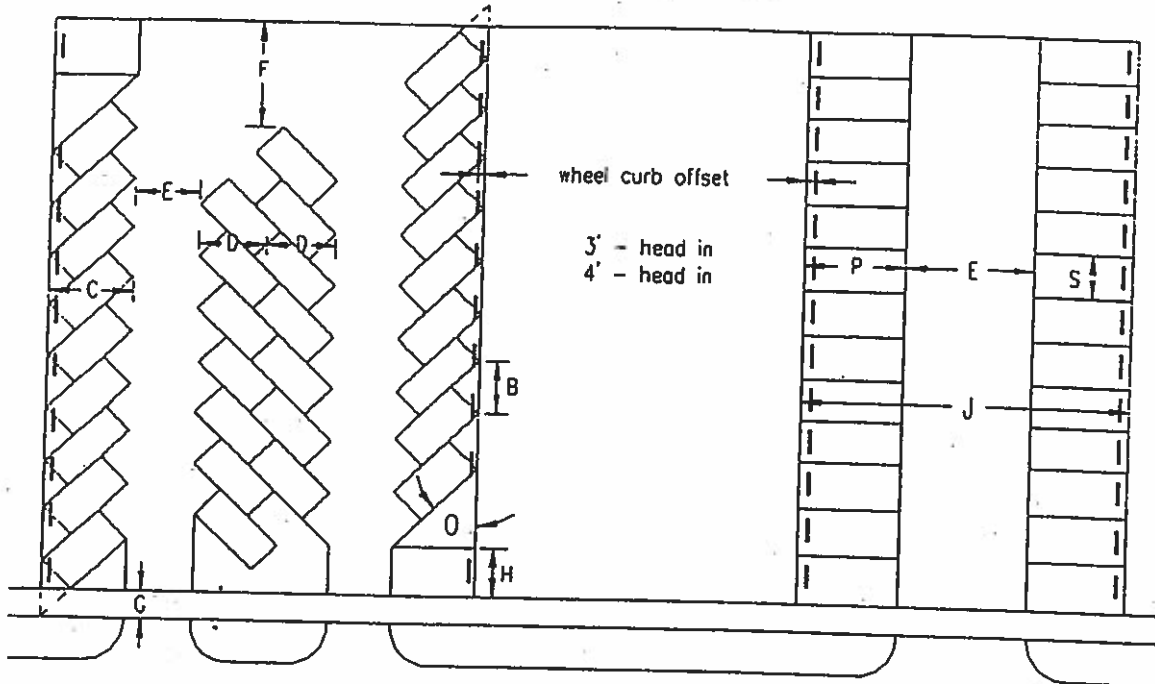 F
E
wheel curb offset
D D
3' - head in
4' - head in
P
E
S
C
B
J
O
H
G